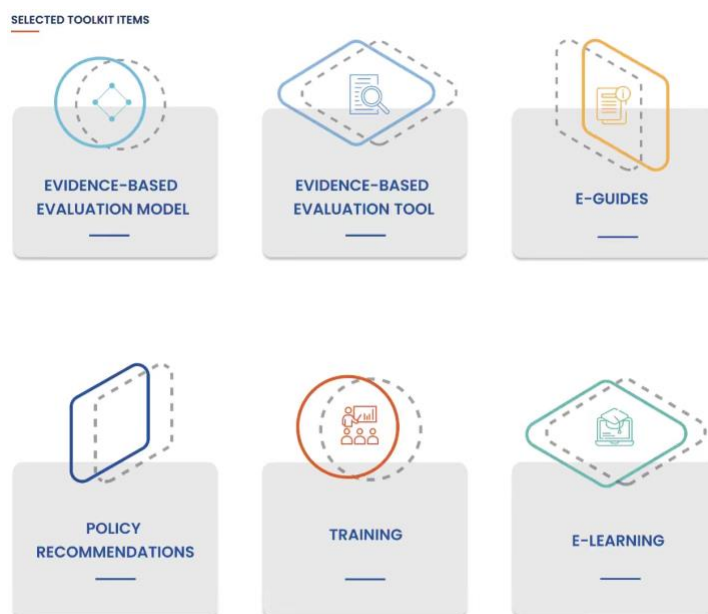 SELECTED TOOLKIT ITEMS
EVIDENCE-BASED
EVALUATION MODEL
EVIDENCE-BASED
EVALUATION TOOL
E-GUIDES
POLICY
RECOMMENDATIONS
TRAINING
E-LEARNING